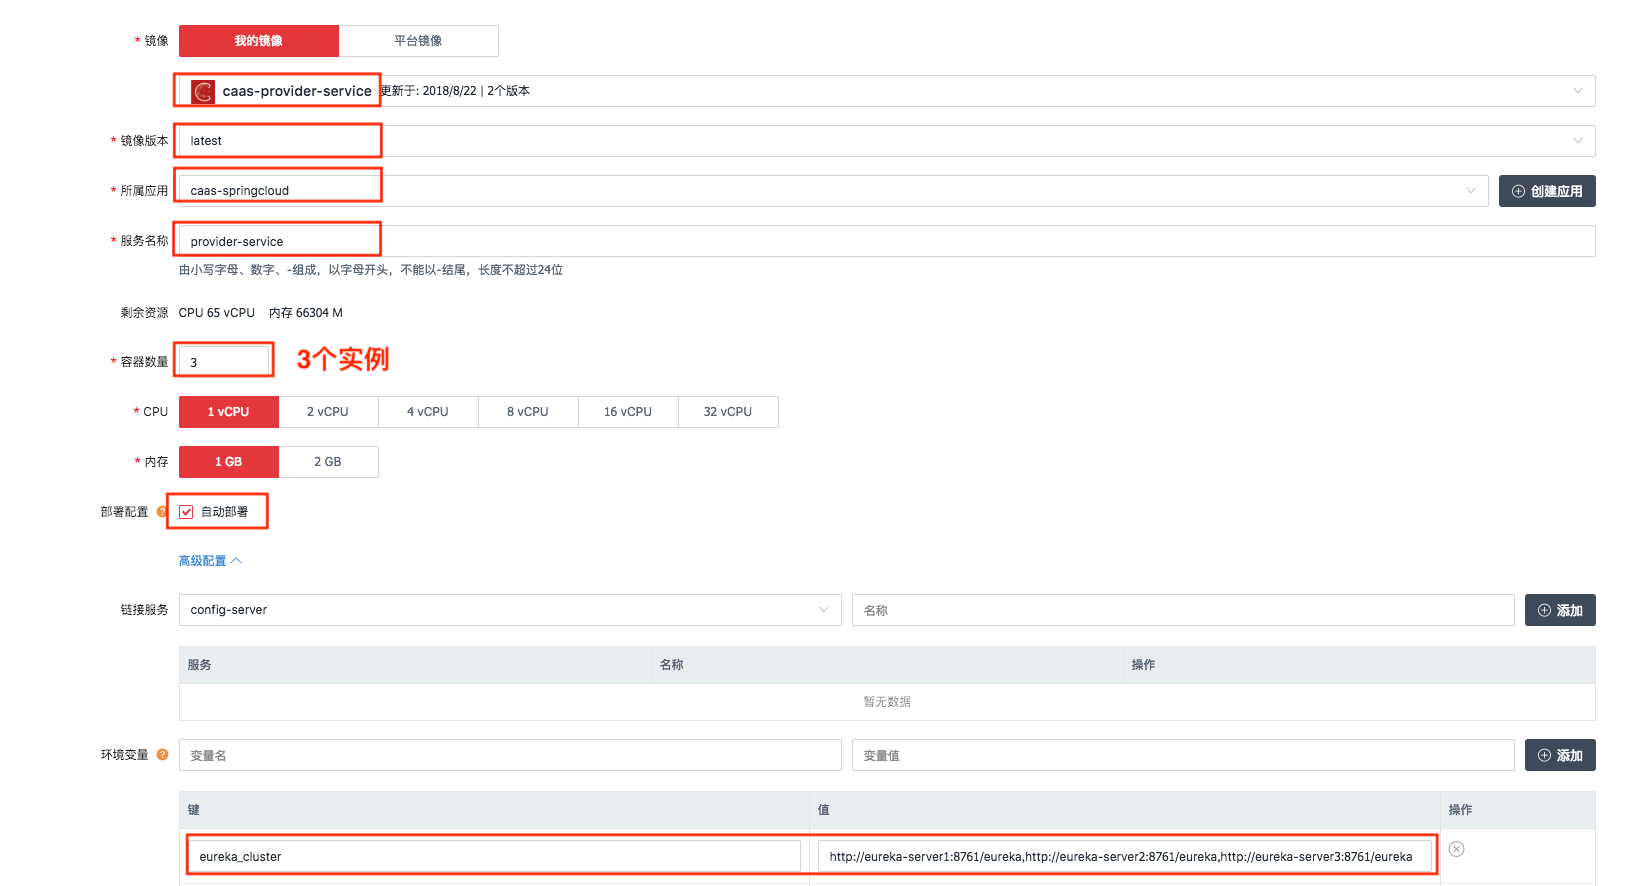 * 镜像 我的镜像 平台镜像
caas-provider-service 更新于: 2018/8/22 | 2个版本
* 镜像版本 latest
* 所属应用 caas-springcloud 创建应用
* 服务名称 provider-service
由小写字母、数字、-组成，以字母开头，不能以-结尾，长度不超过24位
剩余资源 CPU 65 vCPU 内存 66304 M
* 容器数量 3 3个实例
* CPU 1 vCPU 2 vCPU 4 vCPU 8 vCPU 16 vCPU 32 vCPU
* 内存 1 GB 2 GB
部署配置 ? 自动部署
高级配置
链接服务 config-server 名称 添加
服务 名称 操作
暂无数据
环境变量 ? 变量名 变量值 添加
键 值 操作
eureka_cluster http://eureka-server1:8761/eureka,http://eureka-server2:8761/eureka,http://eureka-server3:8761/eureka